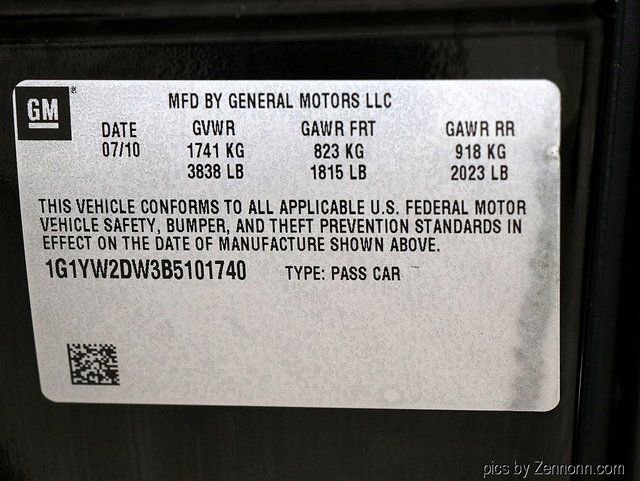 GM
MFD BY GENERAL MOTORS LLC
DATE GVWR GAWR FRT GAWR RR
07/10 1741 KG 823 KG 918 KG
3838 LB 1815 LB 2023 LB
THIS VEHICLE CONFORMS TO ALL APPLICABLE U.S. FEDERAL MOTOR
VEHICLE SAFETY, BUMPER, AND THEFT PREVENTION STANDARDS IN
EFFECT ON THE DATE OF MANUFACTURE SHOWN ABOVE.
1G1YW2DW3B5101740 TYPE: PASS CAR
pics by Zennonn.com